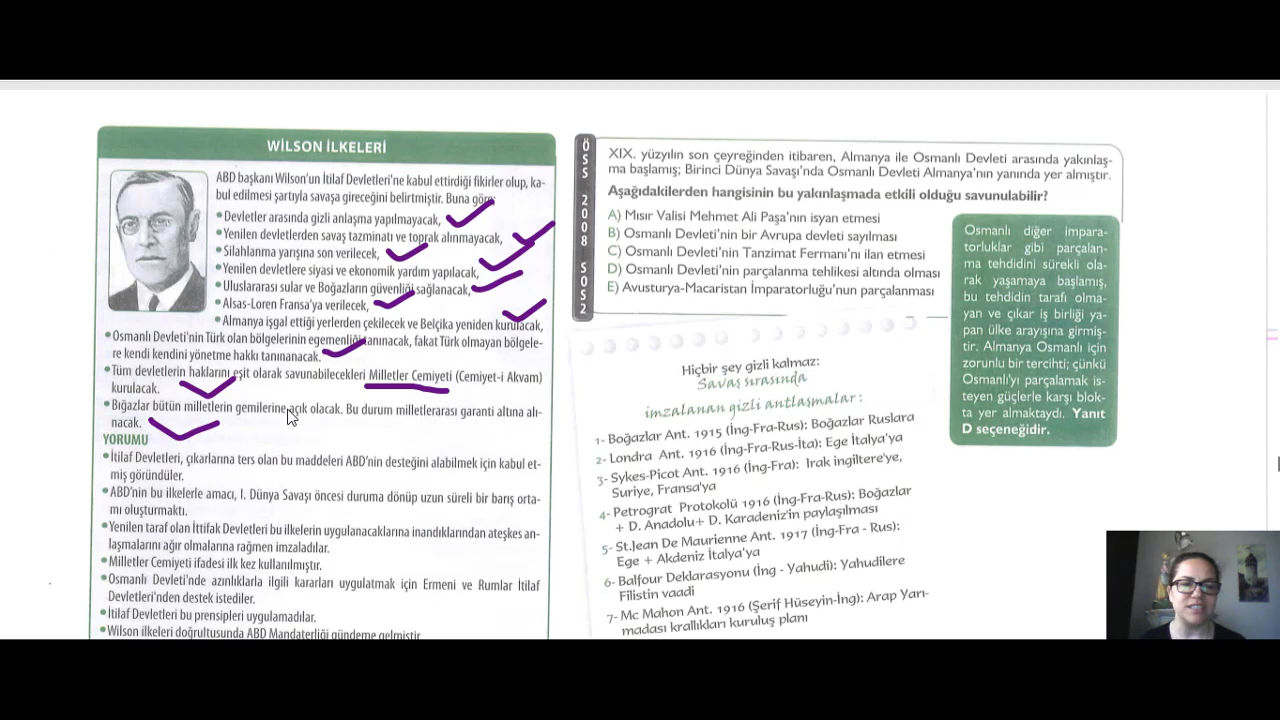 WİLSON İLKELERİ
ABD başkanı Wilson'un İtilaf Devletleri'ne kabul ettirdiği fikirler olup, ka-
bul edilmesi şartıyla savaşa gireceğini belirtmiştir. Buna göre;
• Devletler arasında gizli anlaşma yapılmayacak,
• Yenilen devletlerden savaş tazminatı ve toprak alınmayacak,
• Silahlanma yarışına son verilecek,
• Yenilen devletlere siyasi ve ekonomik yardım yapılacak,
• Uluslararası sular ve Boğazların güvenliği sağlanacak,
• Alsas-Loren Fransa'ya verilecek,
• Almanya işgal ettiği yerlerden çekilecek ve Belçika yeniden kurulacak,
• Osmanlı Devleti'nin Türk olan bölgelerinin egemenliği tanınacak, fakat Türk olmayan bölgele-
re kendi kendini yönetme hakkı tanınanacak.
• Tüm devletlerin haklarını eşit olarak savunabilecekleri Milletler Cemiyeti (Cemiyet-i Akvam)
kurulacak.
• Bığazlar bütün milletlerin gemilerine açık olacak. Bu durum milletlerarası garanti altına alı-
nacak.
YORUMU
• İtilaf Devletleri, çıkarlarına ters olan bu maddeleri ABD'nin desteğini alabilmek için kabul et-
miş göründüler.
• ABD'nin bu ilkelerle amacı, I. Dünya Savaşı öncesi duruma dönüp uzun süreli bir barış orta-
mı oluşturmaktı.
• Yenilen taraf olan İttifak Devletleri bu ilkelerin uygulanacaklarına inandıklarından ateşkes an-
laşmalarını ağır olmalarına rağmen imzaladılar.
• Milletler Cemiyeti ifadesi ilk kez kullanılmıştır.
• Osmanlı Devleti'nde azınlıklarla ilgili kararları uygulatmak için Ermeni ve Rumlar İtilaf
Devletleri'nden destek istediler.
• İtilaf Devletleri bu prensipleri uygulamadılar.
• Wilson ilkeleri doğrultusunda ABD Mandaterliği gündeme gelmiştir
ÖSS 2008 SOS2
XIX. yüzyılın son çeyreğinden itibaren, Almanya ile Osmanlı Devleti arasında yakınlaş-
ma başlamış; Birinci Dünya Savaşı'nda Osmanlı Devleti Almanya'nın yanında yer almıştır.
Aşağıdakilerden hangisinin bu yakınlaşmada etkili olduğu savunulabilir?
A) Mısır Valisi Mehmet Ali Paşa'nın isyan etmesi
B) Osmanlı Devleti'nin bir Avrupa devleti sayılması
C) Osmanlı Devleti'nin Tanzimat Fermanı'nı ilan etmesi
D) Osmanlı Devleti'nin parçalanma tehlikesi altında olması
E) Avusturya-Macaristan İmparatorluğu'nun parçalanması
Osmanlı diğer impara-
torluklar gibi parçalan-
ma tehdidini sürekli ola-
rak yaşamaya başlamış,
bu tehdidin tarafı olma-
yan ve çıkar iş birliği ya-
pan ülke arayışına girmiş-
tir. Almanya Osmanlı için
zorunlu bir tercihti; çünkü
Osmanlı'yı parçalamak is-
teyen güçlerle karşı blok-
ta yer almaktaydı. Yanıt
D seçeneğidir.
Hiçbir şey gizli kalmaz:
Savaş sırasında
imzalanan gizli antlaşmalar:
1- Boğazlar Ant. 1915 (İng-Fra-Rus): Boğazlar Ruslara
2- Londra Ant. 1916 (İng-Fra-Rus-İta): Ege İtalya'ya
3- Sykes-Picot Ant. 1916 (İng-Fra): Irak ingiltere'ye,
Suriye, Fransa'ya
4- Petrograt Protokolü 1916 (İng-Fra-Rus): Boğazlar
+ D. Anadolu+ D. Karadeniz'in paylaşılması
5- St.Jean De Maurienne Ant. 1917 (İng-Fra - Rus):
Ege + Akdeniz İtalya'ya
6- Balfour Deklarasyonu (İng - Yahudi): Yahudilere
Filistin vaadi
7- Mc Mahon Ant. 1916 (Şerif Hüseyin-İng): Arap Yarı-
madası krallıkları kuruluş planı